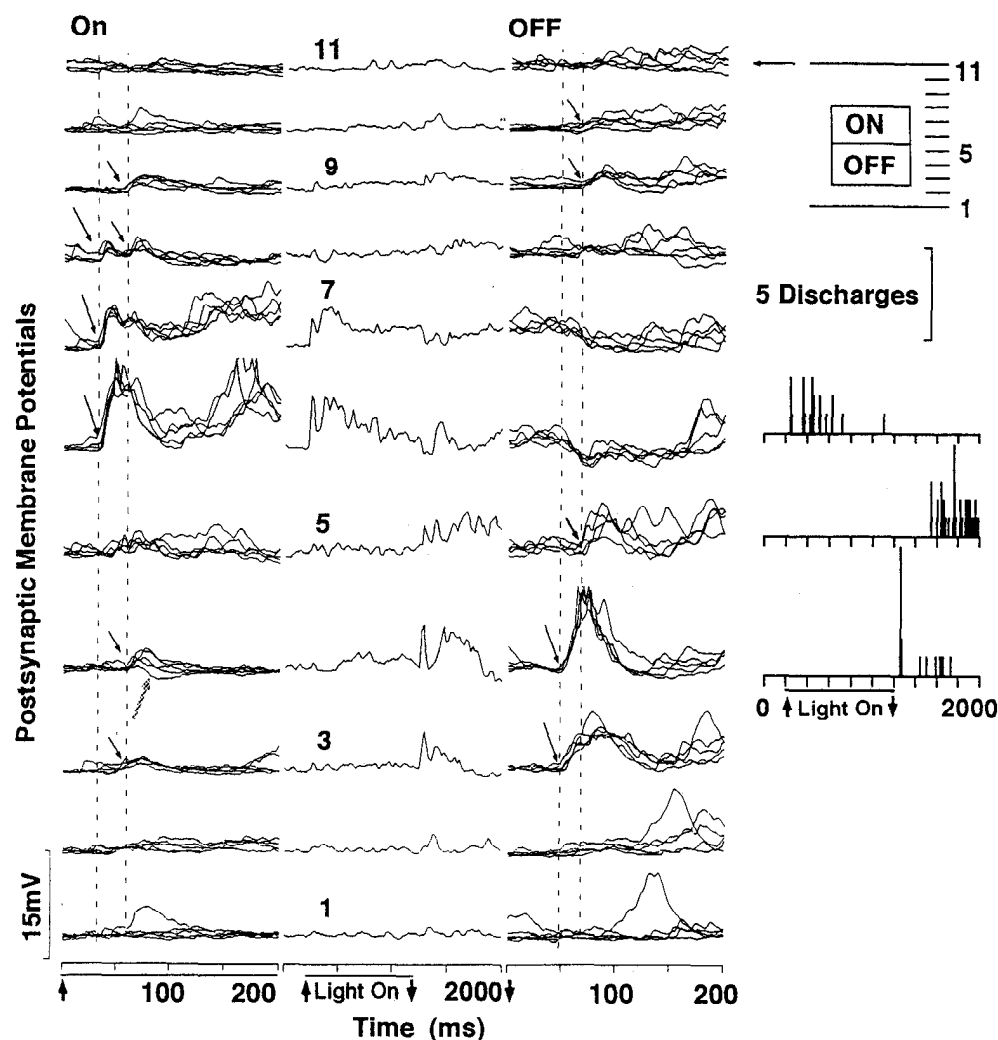 On
OFF
11
9
7
5
3
1
Postsynaptic Membrane Potentials
15mV
100
200
Light On
2000
100
200
Time (ms)
11
ON
OFF
5
1
5 Discharges
0
Light On
2000